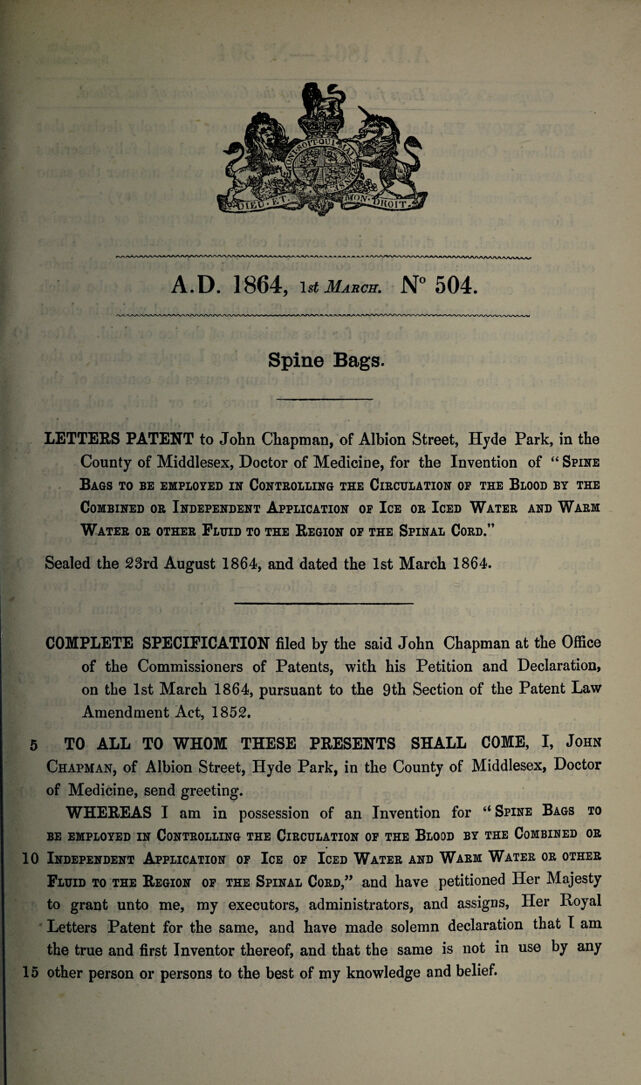 HONI SOIT QUI MAL Y PENSE
DIEU · ET · MON · DROIT
A.D. 1864, 1st March. N° 504.
Spine Bags.
LETTERS PATENT to John Chapman, of Albion Street, Hyde Park, in the
County of Middlesex, Doctor of Medicine, for the Invention of “ Spine
Bags to be employed in Controlling the Circulation of the Blood by the
Combined or Independent Application of Ice or Iced Water and Warm
Water or other Fluid to the Region of the Spinal Cord.”
Sealed the 23rd August 1864, and dated the 1st March 1864.
COMPLETE SPECIFICATION filed by the said John Chapman at the Office
of the Commissioners of Patents, with his Petition and Declaration,
on the 1st March 1864, pursuant to the 9th Section of the Patent Law
Amendment Act, 1852.
5 TO ALL TO WHOM THESE PRESENTS SHALL COME, I, John
Chapman, of Albion Street, Hyde Park, in the County of Middlesex, Doctor
of Medicine, send greeting.
WHEREAS I am in possession of an Invention for “ Spine Bags to
be employed in Controlling the Circulation of the Blood by the Combined or
10 Independent Application of Ice of Iced Water and Warm Water or other
Fluid to the Region of the Spinal Cord,” and have petitioned Her Majesty
to grant unto me, my executors, administrators, and assigns, Her Royal
Letters Patent for the same, and have made solemn declaration that I am
the true and first Inventor thereof, and that the same is not in use by any
15 other person or persons to the best of my knowledge and belief.